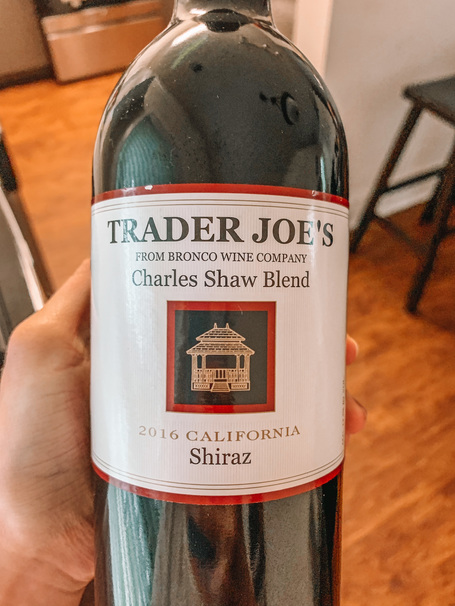 TRADER JOE'S
FROM BRONCO WINE COMPANY
Charles Shaw Blend
2016 CALIFORNIA
Shiraz